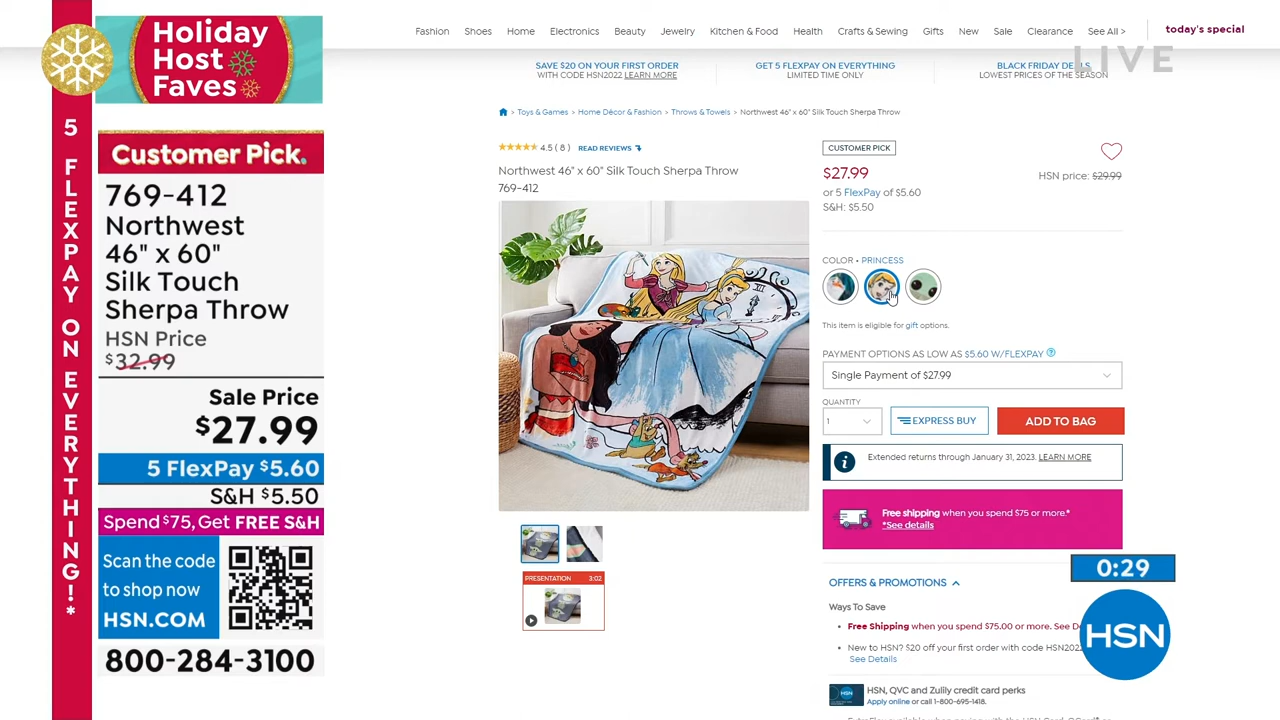 Holiday
Host
Faves
5 FLEXPAY ON EVERYTHING!*
Customer Pick.
769-412
Northwest
46" x 60"
Silk Touch
Sherpa Throw
HSN Price
$32.99
Sale Price
$27.99
5 FlexPay $5.60
S&H $5.50
Spend $75, Get FREE S&H
Scan the code
to shop now
HSN.COM
800-284-3100
Fashion Shoes Home Electronics Beauty Jewelry Kitchen & Food Health Crafts & Sewing Gifts New Sale Clearance See All > today's special
LIVE
SAVE $20 ON YOUR FIRST ORDER
WITH CODE HSN2022 LEARN MORE
GET 5 FLEXPAY ON EVERYTHING
LIMITED TIME ONLY
BLACK FRIDAY DEALS
LOWEST PRICES OF THE SEASON
> Toys & Games > Home Décor & Fashion > Throws & Towels > Northwest 46" x 60" Silk Touch Sherpa Throw
4.5 ( 8 ) READ REVIEWS
Northwest 46" x 60" Silk Touch Sherpa Throw
769-412
PRESENTATION 3:02
CUSTOMER PICK
$27.99
HSN price: $29.99
or 5 FlexPay of $5.60
S&H: $5.50
COLOR • PRINCESS
This item is eligible for gift options.
PAYMENT OPTIONS AS LOW AS $5.60 W/FLEXPAY ?
Single Payment of $27.99
QUANTITY
1
EXPRESS BUY
ADD TO BAG
i Extended returns through January 31, 2023. LEARN MORE
Free shipping when you spend $75 or more.*
*See details
0:29
OFFERS & PROMOTIONS
Ways To Save
• Free Shipping when you spend $75.00 or more. See
• New to HSN? $20 off your first order with code HSN2022
See Details
HSN
HSN, QVC and Zulily credit card perks
Apply online or call 1-800-695-1418.